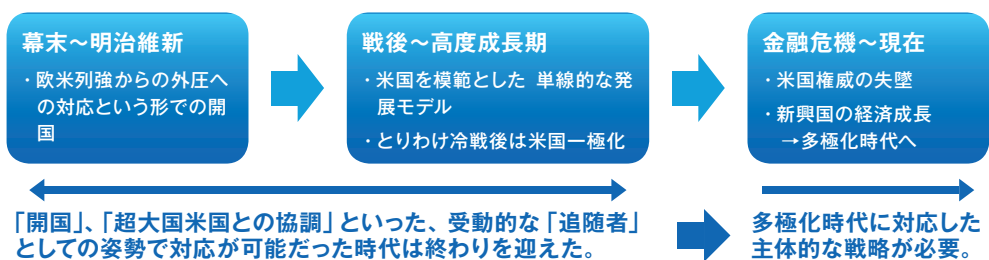 幕末～明治維新
・欧米列強からの外圧へ
の対応という形での開
国
戦後～高度成長期
・米国を模範とした 単線的な発
展モデル
・とりわけ冷戦後は米国一極化
金融危機～現在
・米国権威の失墜
・新興国の経済成長
→多極化時代へ
「開国」、「超大国米国との協調」といった、受動的な「追随者」
としての姿勢で対応が可能だった時代は終わりを迎えた。
多極化時代に対応した
主体的な戦略が必要。